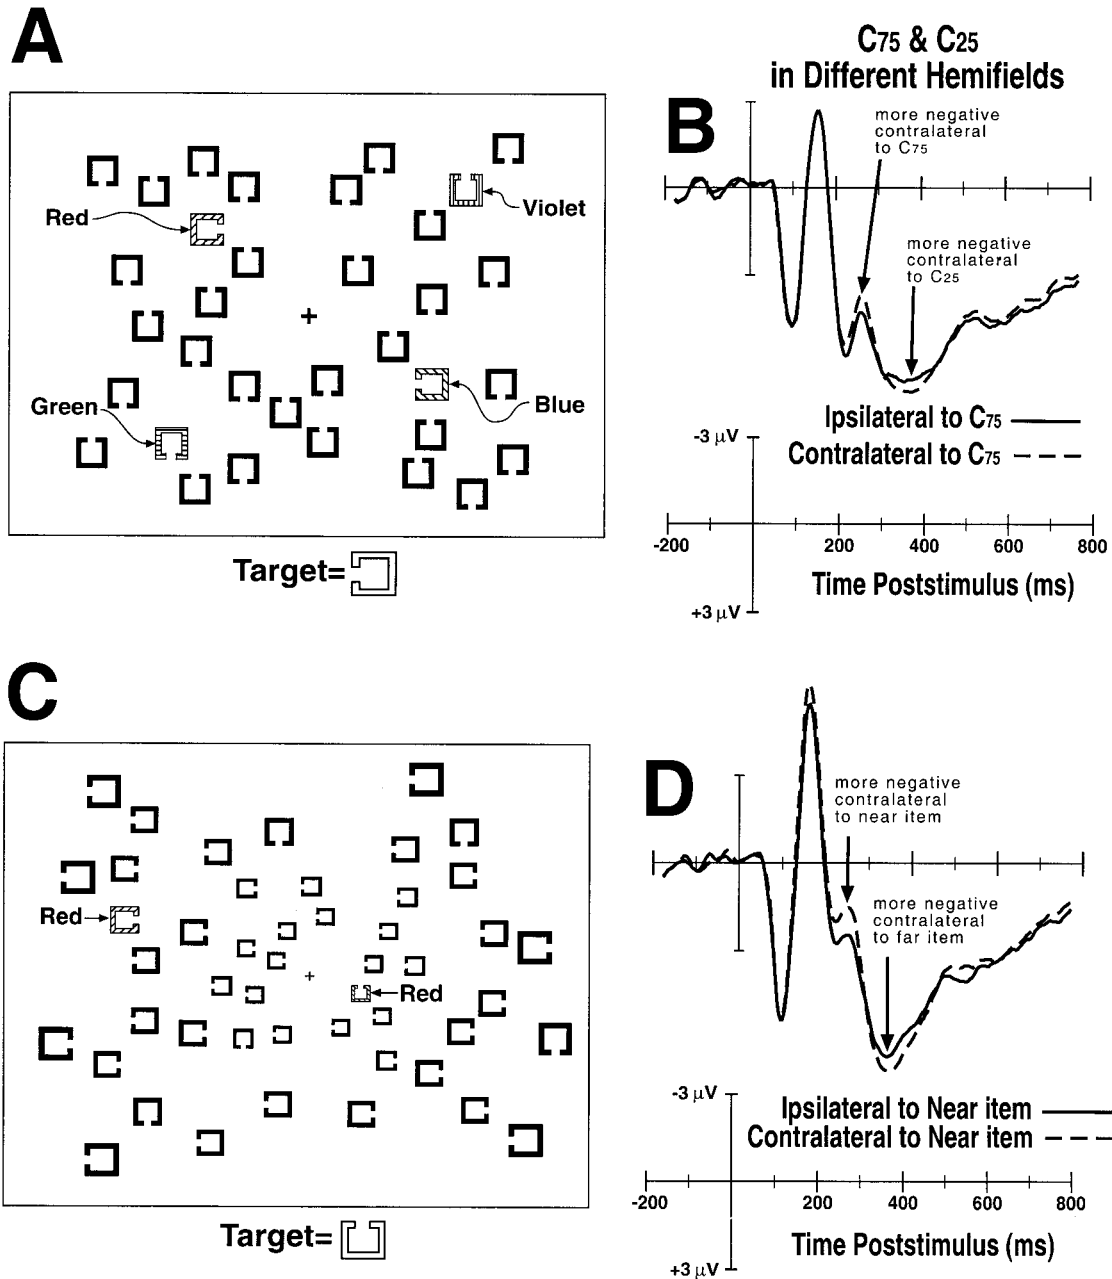 A
Red
Violet
Green
Blue
Target=
C75 & C25
in Different Hemifields
B
more negative
contralateral
to C75
more negative
contralateral
to C25
Ipsilateral to C75
-3 µV
Contralateral to C75
-200
200
400
600
800
Time Poststimulus (ms)
+3 µV
C
Red
Red
Target=
D
more negative
contralateral
to near item
more negative
contralateral
to far item
-3 µV
Ipsilateral to Near item
Contralateral to Near item
-200
200
400
600
800
Time Poststimulus (ms)
+3 µV